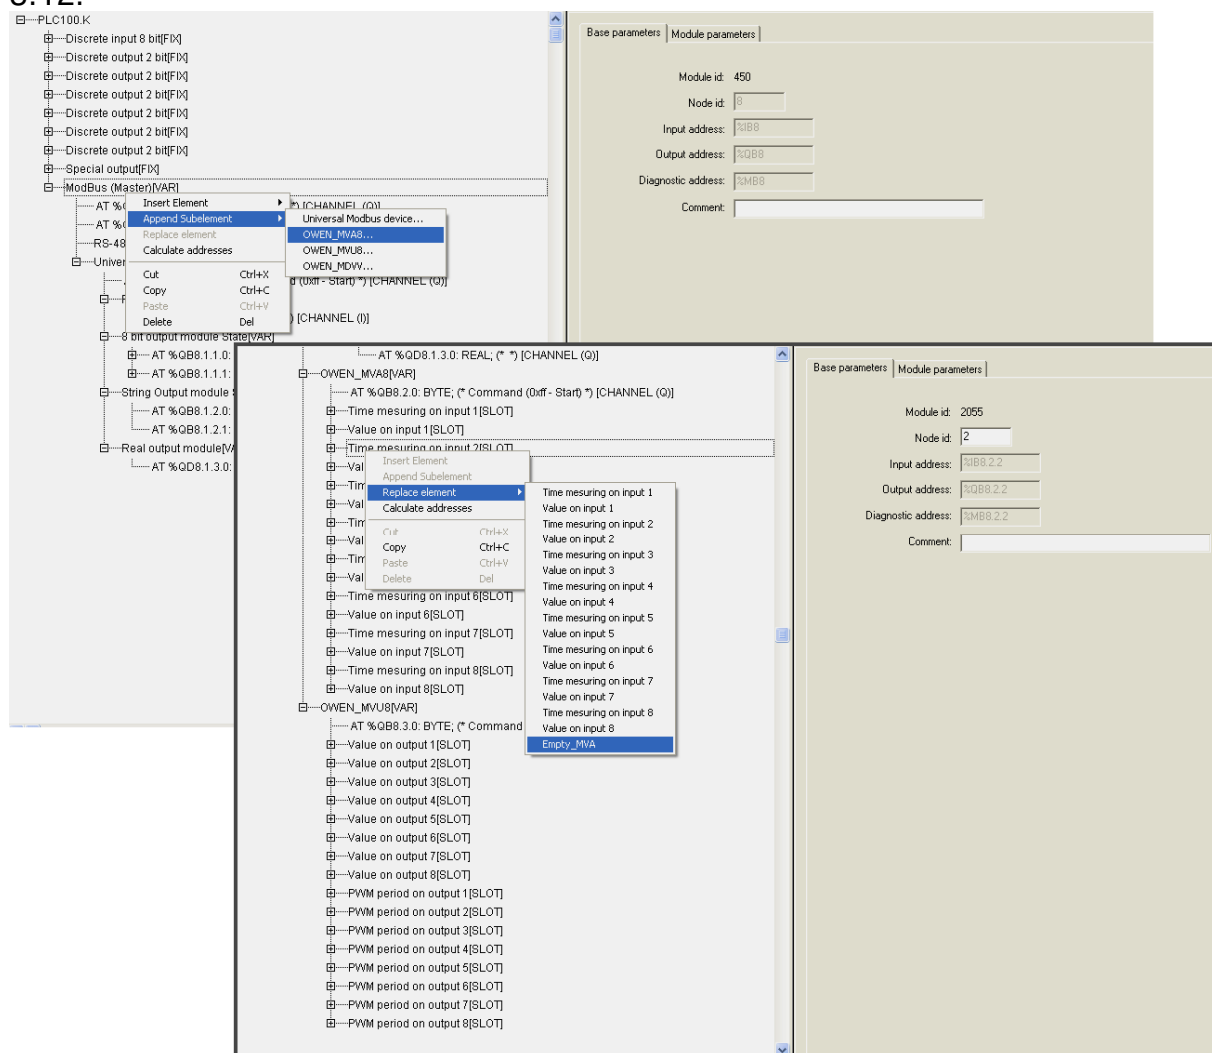 PLC100.K
Discrete input 8 bit[FIX]
Discrete output 2 bit[FIX]
Discrete output 2 bit[FIX]
Discrete output 2 bit[FIX]
Discrete output 2 bit[FIX]
Discrete output 2 bit[FIX]
Discrete output 2 bit[FIX]
Special output[FIX]
ModBus (Master)[VAR]
AT %
*) [CHANNEL (Q)]
AT %
RS-48
Univer
(0xff - Start) *) [CHANNEL (Q)]
) [CHANNEL (I)]
8 bit output module State[VAR]
AT %QB8.1.1.0:
AT %QB8.1.1.1:
String Output module
AT %QB8.1.2.0:
AT %QB8.1.2.1:
Real output module[VA
AT %QD8.1.3.0:
Insert Element
Append Subelement
Replace element
Calculate addresses
Cut Ctrl+X
Copy Ctrl+C
Paste Ctrl+V
Delete Del
Universal Modbus device...
OWEN_MVA8...
OWEN_MVU8...
OWEN_MDVV...
Base parameters Module parameters
Module id: 450
Node id: 8
Input address: %IB8
Output address: %QB8
Diagnostic address: %MB8
Comment:
AT %QD8.1.3.0: REAL; (* *) [CHANNEL (Q)]
OWEN_MVA8[VAR]
AT %QB8.2.0: BYTE; (* Command (0xff - Start) *) [CHANNEL (Q)]
Time mesuring on input 1[SLOT]
Value on input 1[SLOT]
Time mesuring on input 2[SLOT]
Val
Tim
Val
Tim
Val
Tim
Val
Time mesuring on input 6[SLOT]
Value on input 6[SLOT]
Time mesuring on input 7[SLOT]
Value on input 7[SLOT]
Time mesuring on input 8[SLOT]
Value on input 8[SLOT]
OWEN_MVU8[VAR]
AT %QB8.3.0: BYTE; (* Command
Value on output 1[SLOT]
Value on output 2[SLOT]
Value on output 3[SLOT]
Value on output 4[SLOT]
Value on output 5[SLOT]
Value on output 6[SLOT]
Value on output 7[SLOT]
Value on output 8[SLOT]
PWM period on output 1[SLOT]
PWM period on output 2[SLOT]
PWM period on output 3[SLOT]
PWM period on output 4[SLOT]
PWM period on output 5[SLOT]
PWM period on output 6[SLOT]
PWM period on output 7[SLOT]
PWM period on output 8[SLOT]
Insert Element
Append Subelement
Replace element
Calculate addresses
Cut Ctrl+X
Copy Ctrl+C
Paste Ctrl+V
Delete Del
Time mesuring on input 1
Value on input 1
Time mesuring on input 2
Value on input 2
Time mesuring on input 3
Value on input 3
Time mesuring on input 4
Value on input 4
Time mesuring on input 5
Value on input 5
Time mesuring on input 6
Value on input 6
Time mesuring on input 7
Value on input 7
Time mesuring on input 8
Value on input 8
Empty_MVA
Base parameters Module parameters
Module id: 2055
Node id: 2
Input address: %IB8.2.2
Output address: %QB8.2.2
Diagnostic address: %MB8.2.2
Comment: